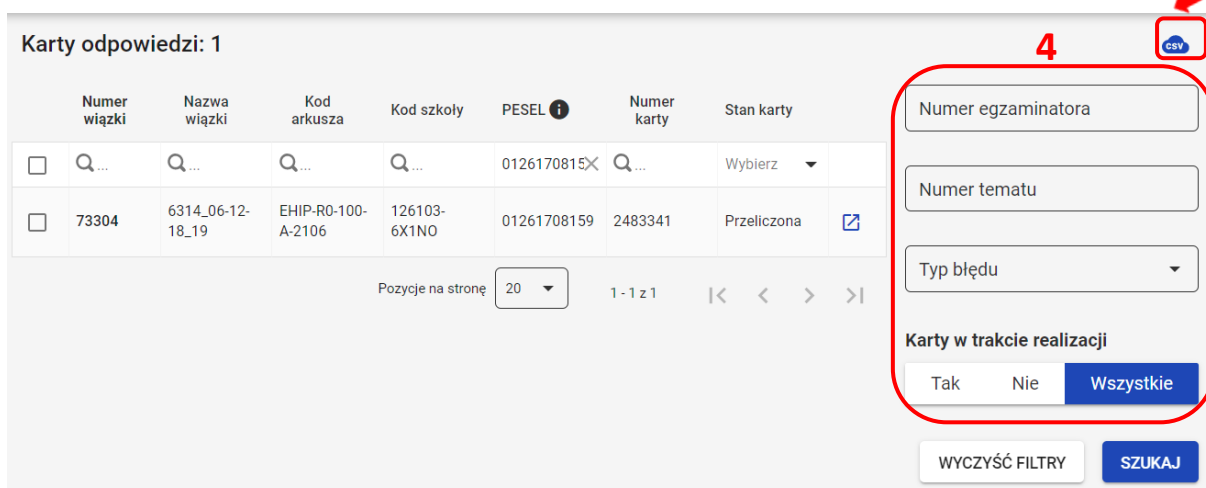 Karty odpowiedzi: 1
4
CSV
Numer wiązki
Nazwa wiązki
Kod arkusza
Kod szkoły
PESEL i
Numer karty
Stan karty
...
...
...
...
0126170815
...
Wybierz
73304
6314_06-12-18_19
EHIP-R0-100-A-2106
126103-6X1NO
01261708159
2483341
Przeliczona
Pozycje na stronę
20
1 - 1 z 1
Numer egzaminatora
Numer tematu
Typ błędu
Karty w trakcie realizacji
Tak
Nie
Wszystkie
WYCZYŚĆ FILTRY
SZUKAJ